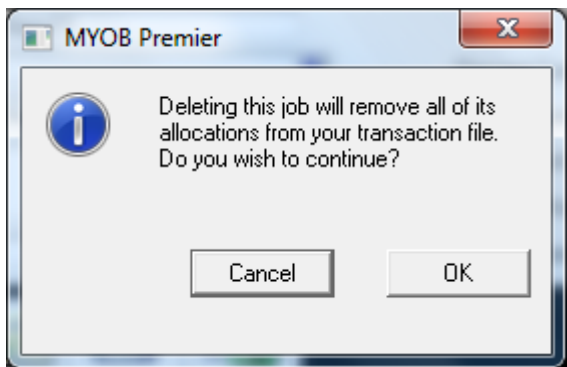 MYOB Premier
Deleting this job will remove all of its
allocations from your transaction file.
Do you wish to continue?
Cancel
OK